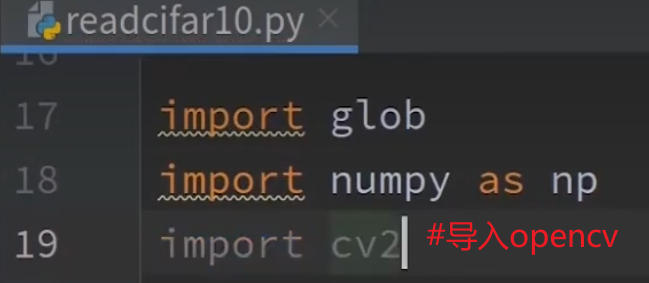 readcifar10.py
16
17 import glob
18 import numpy as np
19 import cv2 #导入opencv